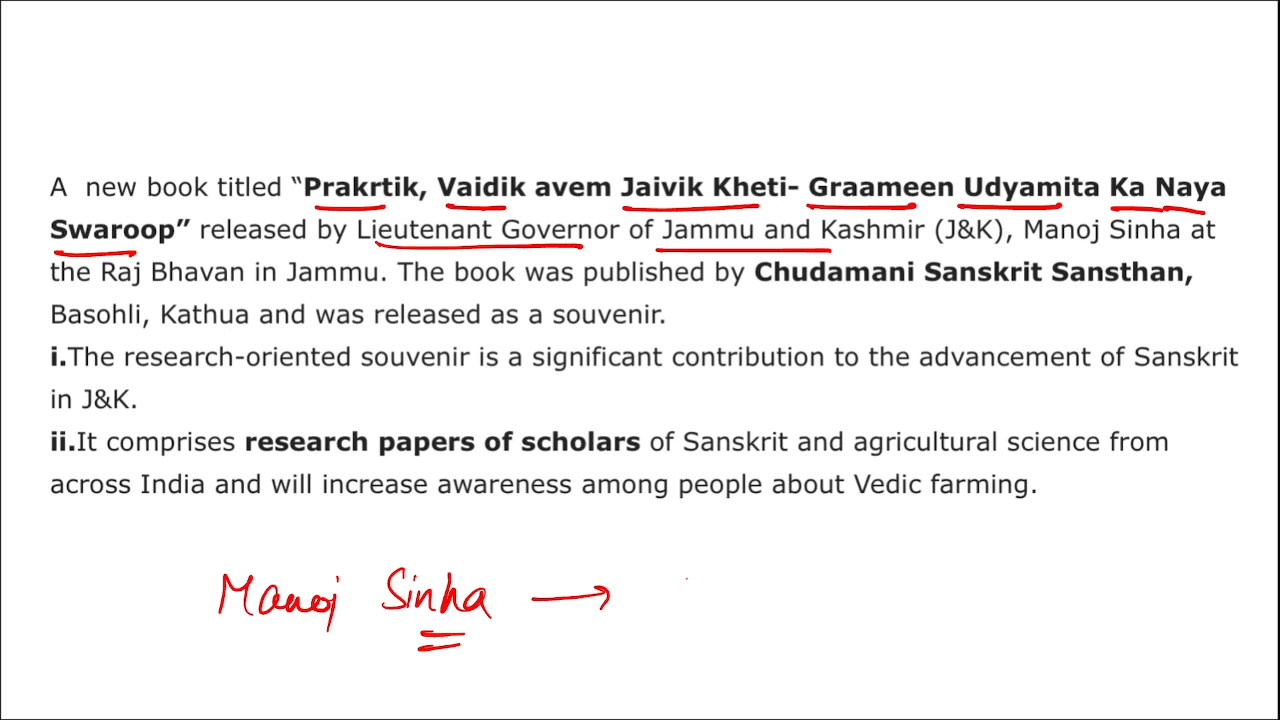 A  new book titled “Prakrtik, Vaidik avem Jaivik Kheti- Graameen Udyamita Ka Naya
Swaroop” released by Lieutenant Governor of Jammu and Kashmir (J&K), Manoj Sinha at
the Raj Bhavan in Jammu. The book was published by Chudamani Sanskrit Sansthan,
Basohli, Kathua and was released as a souvenir.
i.The research-oriented souvenir is a significant contribution to the advancement of Sanskrit
in J&K.
ii.It comprises research papers of scholars of Sanskrit and agricultural science from
across India and will increase awareness among people about Vedic farming.
Manoj Sinha →